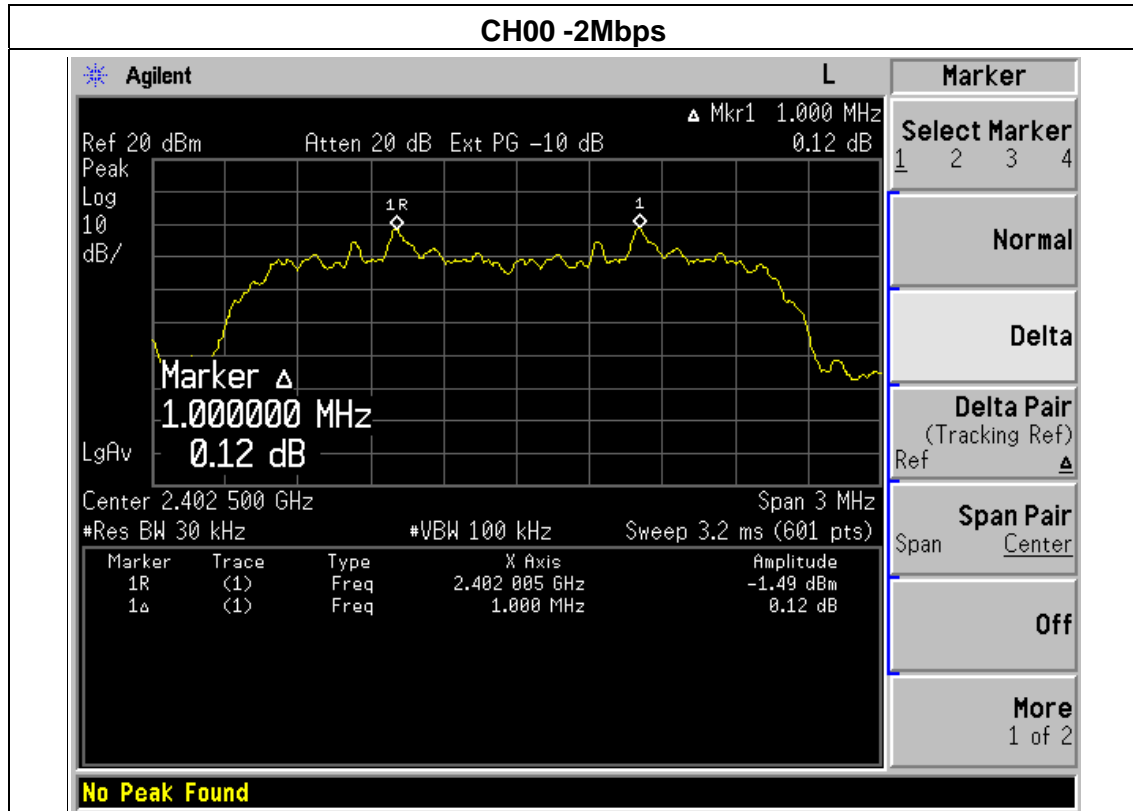 CH00 -2Mbps
Agilent L Marker
Δ Mkr1 1.000 MHz
Ref 20 dBm Atten 20 dB Ext PG -10 dB 0.12 dB
Peak
Log
10
dB/
1R 1
Marker Δ
1.000000 MHz
0.12 dB
LgAv
Center 2.402 500 GHz Span 3 MHz
#Res BW 30 kHz #VBW 100 kHz Sweep 3.2 ms (601 pts)
Marker Trace Type X Axis Amplitude
1R (1) Freq 2.402 005 GHz -1.49 dBm
1Δ (1) Freq 1.000 MHz 0.12 dB
Select Marker
1 2 3 4
Normal
Delta
Delta Pair
(Tracking Ref)
Ref Δ
Span Pair
Span Center
Off
More
1 of 2
No Peak Found